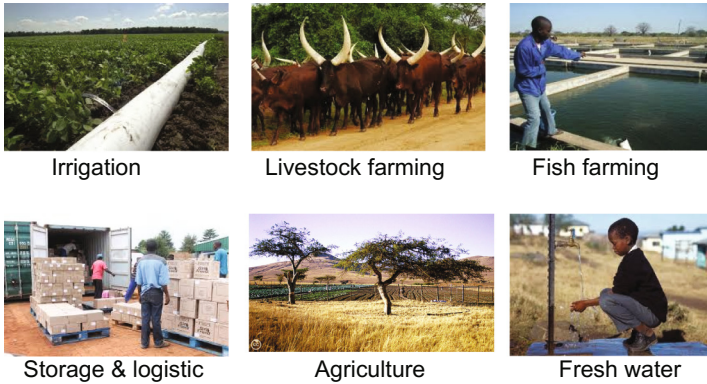 Irrigation
Livestock farming
Fish farming
Storage & logistic
Agriculture
Fresh water